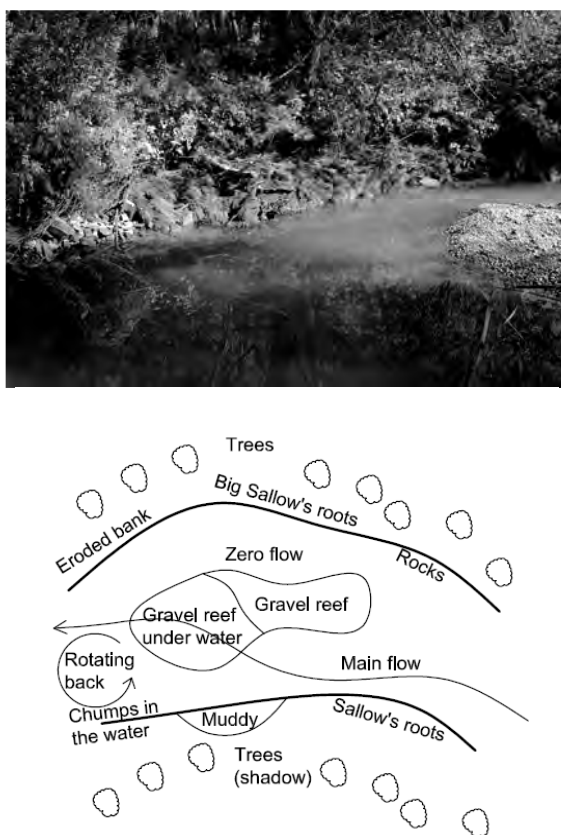 Trees
Big Sallow's roots
Eroded bank
Rocks
Zero flow
Gravel reef
Gravel reef
under water
Rotating
back
Main flow
Chumps in
the water
Muddy
Sallow's roots
Trees
(shadow)